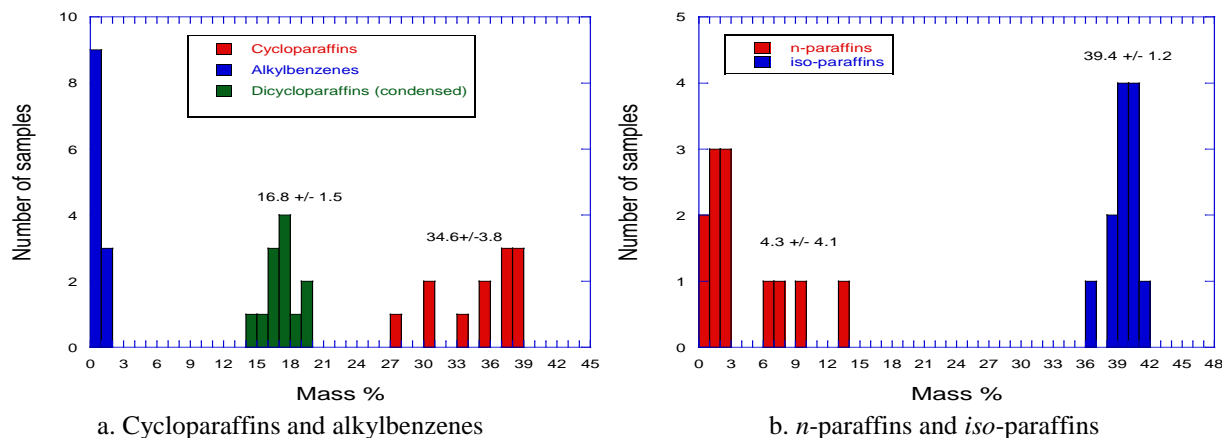 10
8
6
4
2
0
Number of samples
Cycloparaffins
Alkylbenzenes
Dicycloparaffins (condensed)
16.8 +/- 1.5
34.6+/-3.8
0 3 6 9 12 15 18 21 24 27 30 33 36 39 42 45
Mass %
a. Cycloparaffins and alkylbenzenes
5
4
3
2
1
0
Number of samples
n-paraffins
iso-paraffins
39.4 +/- 1.2
4.3 +/- 4.1
0 3 6 9 12 15 18 21 24 27 30 33 36 39 42 45 48
Mass %
b. n-paraffins and iso-paraffins